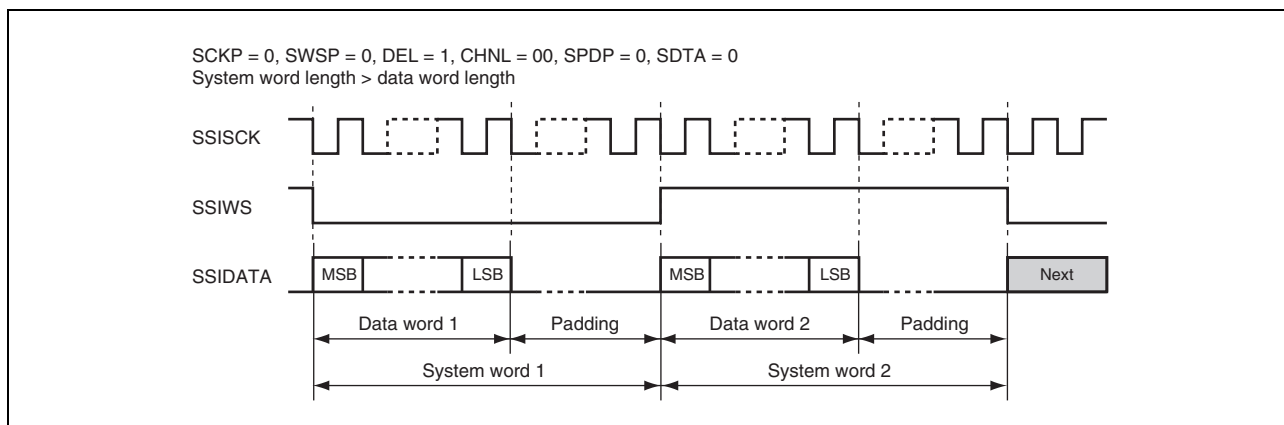 SCKP = 0, SWSP = 0, DEL = 1, CHNL = 00, SPDP = 0, SDTA = 0
System word length > data word length
SSISCK
SSIWS
SSIDATA
MSB
LSB
MSB
LSB
Next
Data word 1
Padding
Data word 2
Padding
System word 1
System word 2